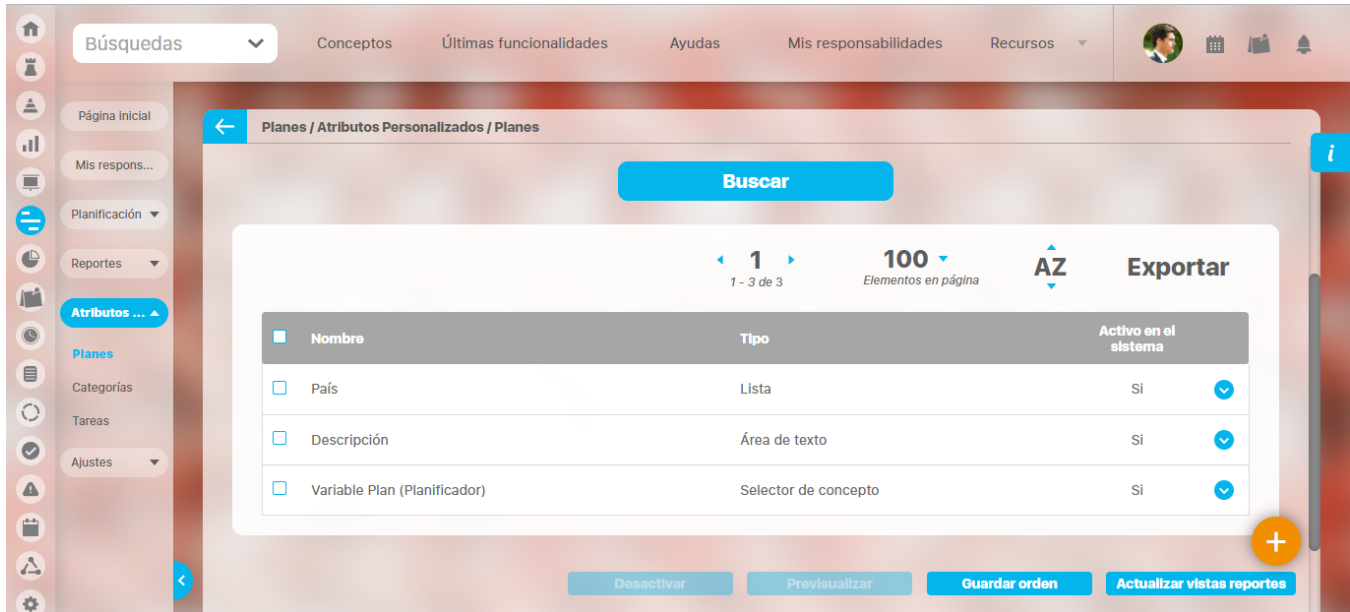 Búsquedas
Conceptos
Últimas funcionalidades
Ayudas
Mis responsabilidades
Recursos
Página inicial
Mis respons...
Planificación
Reportes
Atributos ...
Planes
Categorías
Tareas
Ajustes
Planes / Atributos Personalizados / Planes
i
Buscar
1
1 - 3 de 3
100
Elementos en página
AZ
Exportar
Nombre
Tipo
Activo en el
sistema
País
Lista
Si
Descripción
Área de texto
Si
Variable Plan (Planificador)
Selector de concepto
Si
Desactivar
Previsualizar
Guardar orden
Actualizar vistas reportes